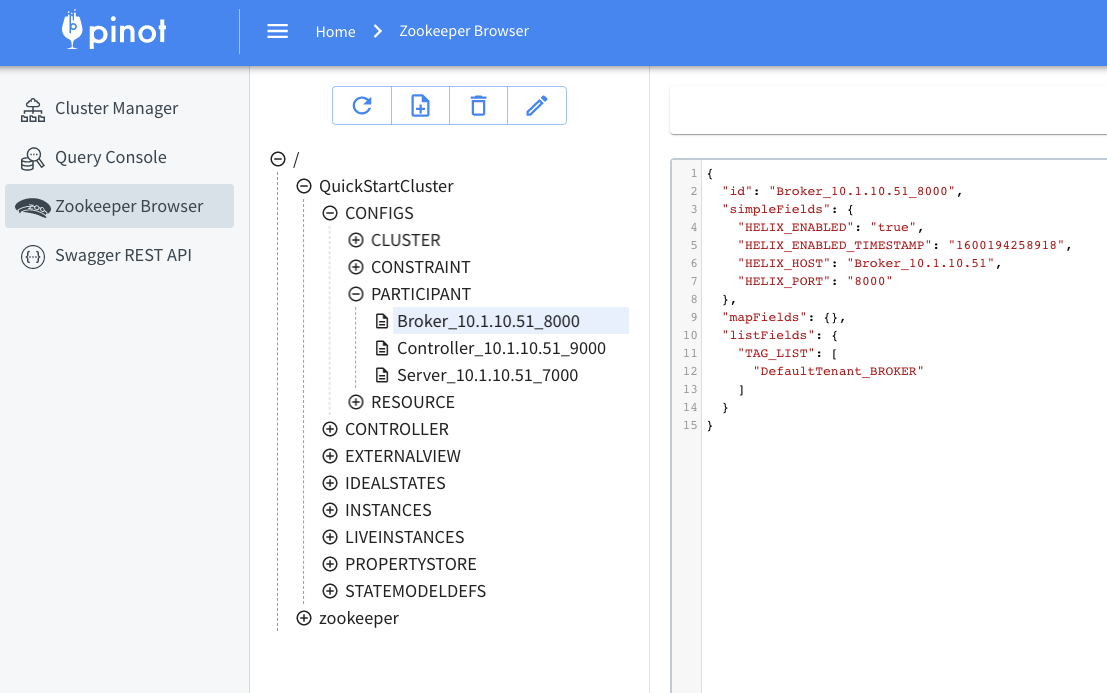 pinot
Home > Zookeeper Browser
Cluster Manager
Query Console
Zookeeper Browser
Swagger REST API
/
QuickStartCluster
CONFIGS
CLUSTER
CONSTRAINT
PARTICIPANT
Broker_10.1.10.51_8000
Controller_10.1.10.51_9000
Server_10.1.10.51_7000
RESOURCE
CONTROLLER
EXTERNALVIEW
IDEALSTATES
INSTANCES
LIVEINSTANCES
PROPERTYSTORE
STATEMODELDEFS
zookeeper
1 {
2 "id": "Broker_10.1.10.51_8000",
3 "simpleFields": {
4 "HELIX_ENABLED": "true",
5 "HELIX_ENABLED_TIMESTAMP": "1600194258918",
6 "HELIX_HOST": "Broker_10.1.10.51",
7 "HELIX_PORT": "8000"
8 },
9 "mapFields": {},
10 "listFields": {
11 "TAG_LIST": [
12 "DefaultTenant_BROKER"
13 ]
14 }
15 }